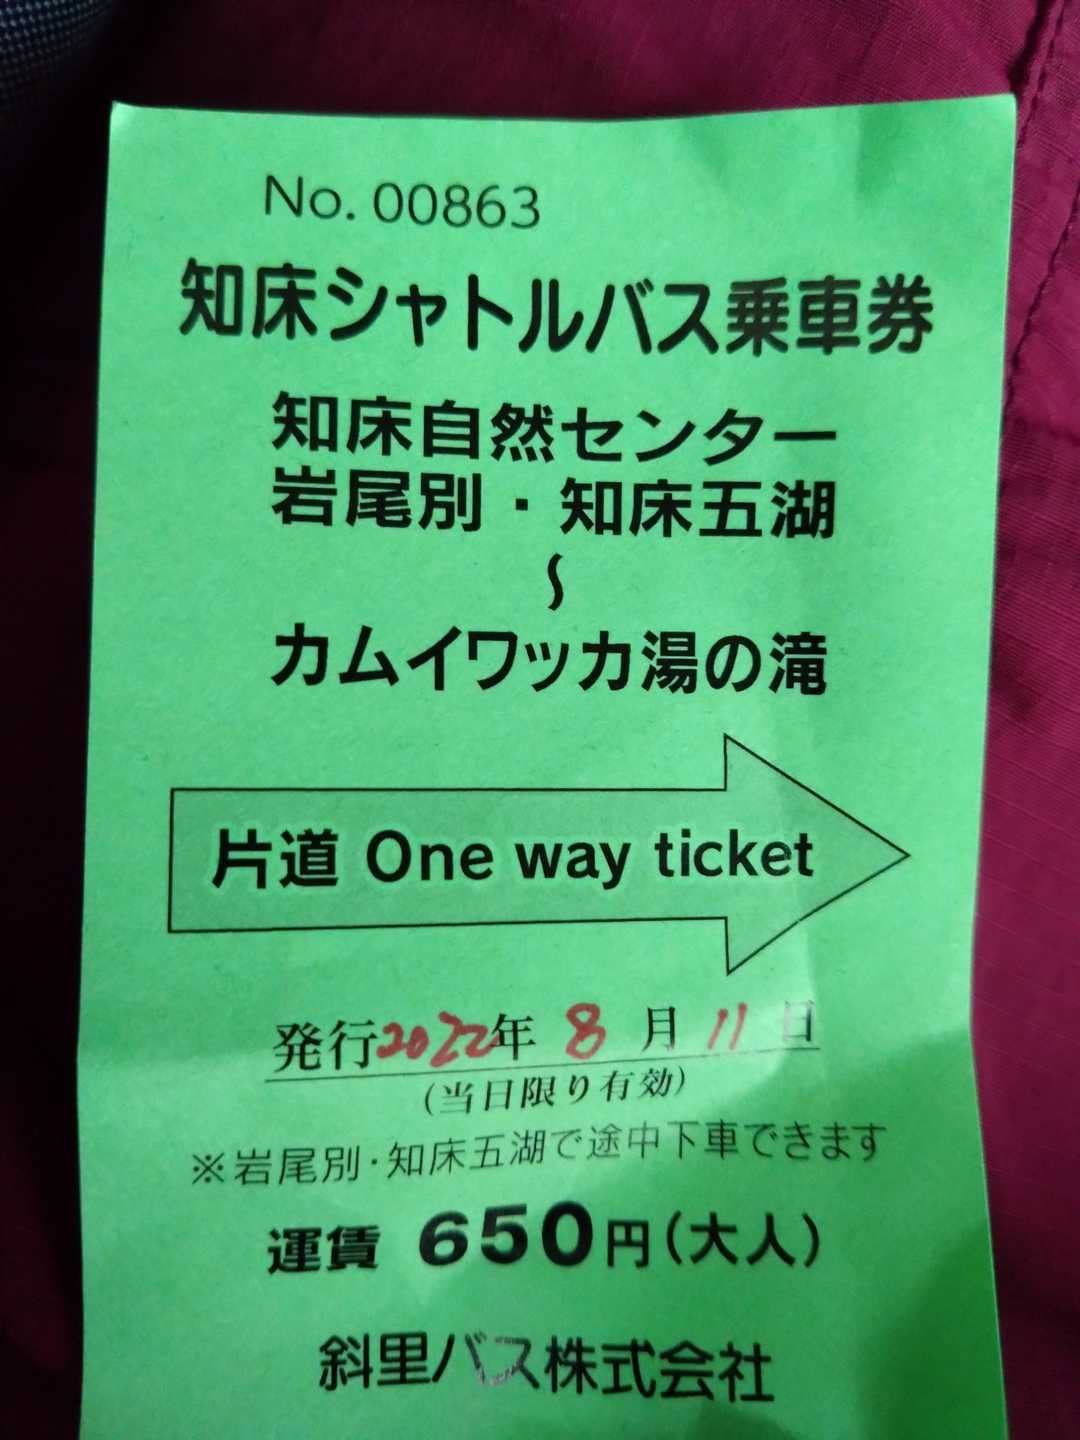 No. 00863
知床シャトルバス乗車券
知床自然センター
岩尾別・知床五湖
～
カムイワッカ湯の滝
片道 One way ticket
発行2022年 8 月 11 日
(当日限り有効)
※岩尾別・知床五湖で途中下車できます
運賃 650円(大人)
斜里バス株式会社